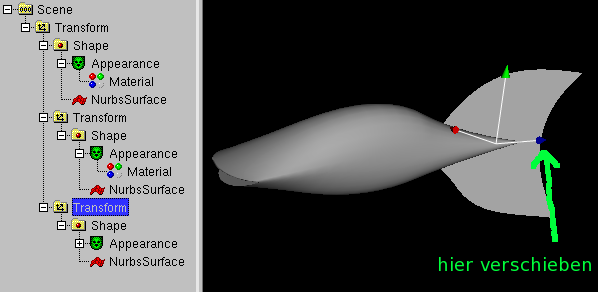 Scene
Transform
Shape
Appearance
Material
NurbsSurface
Transform
Shape
Appearance
Material
NurbsSurface
Transform
Shape
Appearance
NurbsSurface
hier verschieben